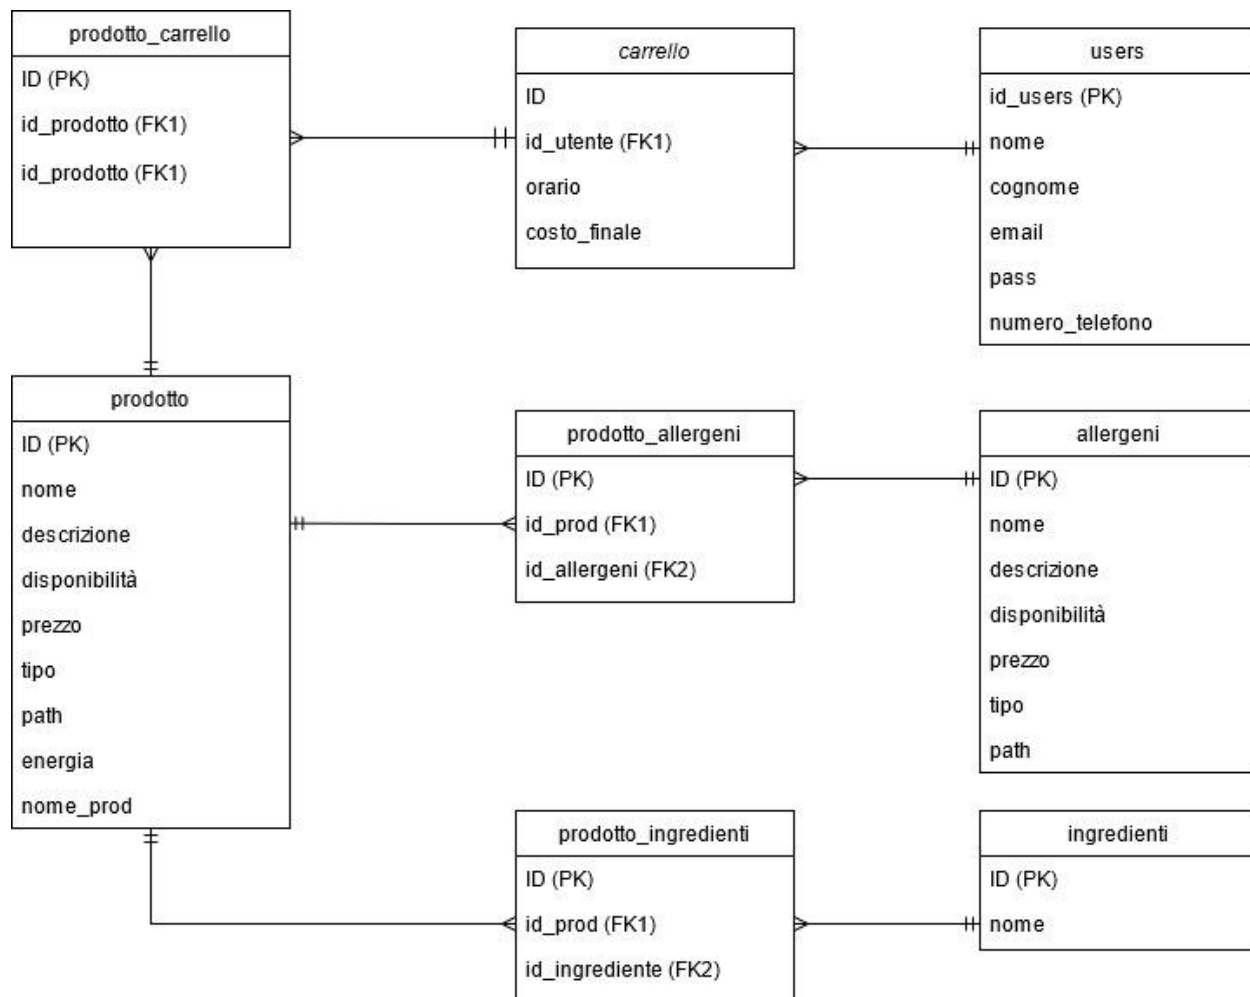 prodotto_carrello
ID (PK)
id_prodotto (FK1)
id_prodotto (FK1)
carrello
ID
id_utente (FK1)
orario
costo_finale
users
id_users (PK)
nome
cognome
email
pass
numero_telefono
prodotto
ID (PK)
nome
descrizione
disponibilità
prezzo
tipo
path
energia
nome_prod
prodotto_allergeni
ID (PK)
id_prod (FK1)
id_allergeni (FK2)
allergeni
ID (PK)
nome
descrizione
disponibilità
prezzo
tipo
path
prodotto_ingredienti
ID (PK)
id_prod (FK1)
id_ingrediente (FK2)
ingredienti
ID (PK)
nome